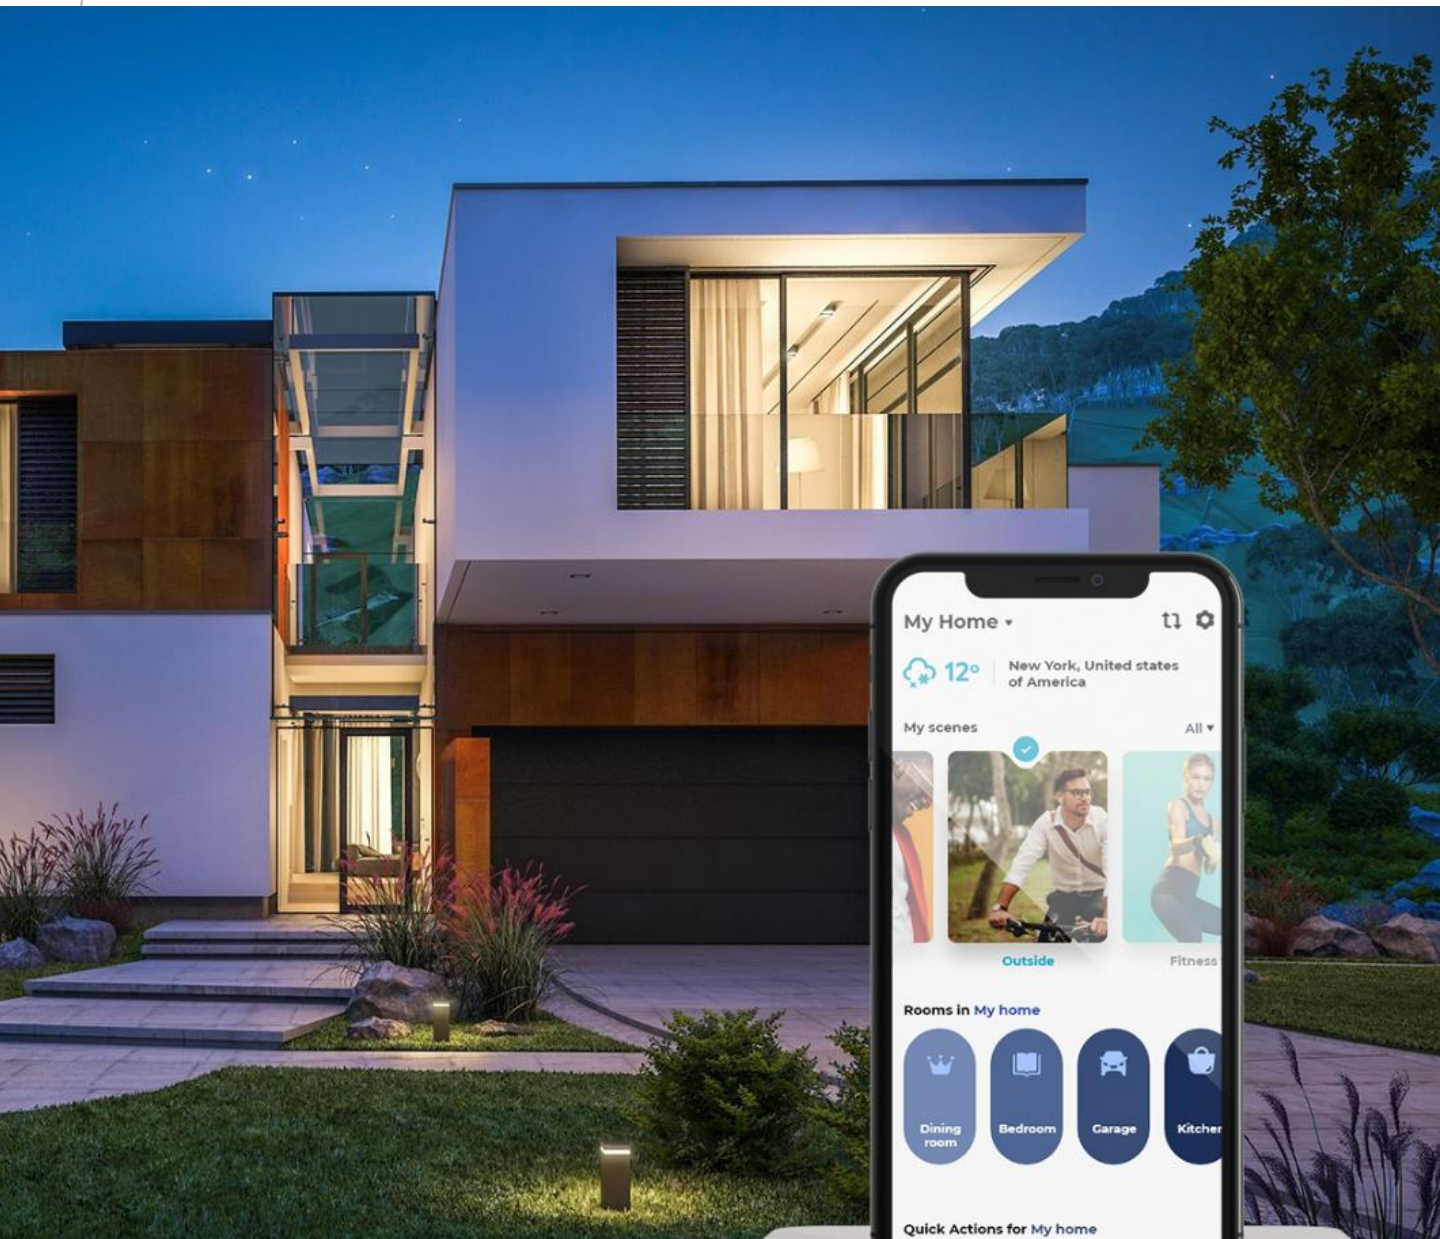 My Home
12°
New York, United states
of America
My scenes
All
Outside
Fitness
Rooms in My home
Dining
room
Bedroom
Garage
Kitchen
Quick Actions for My home